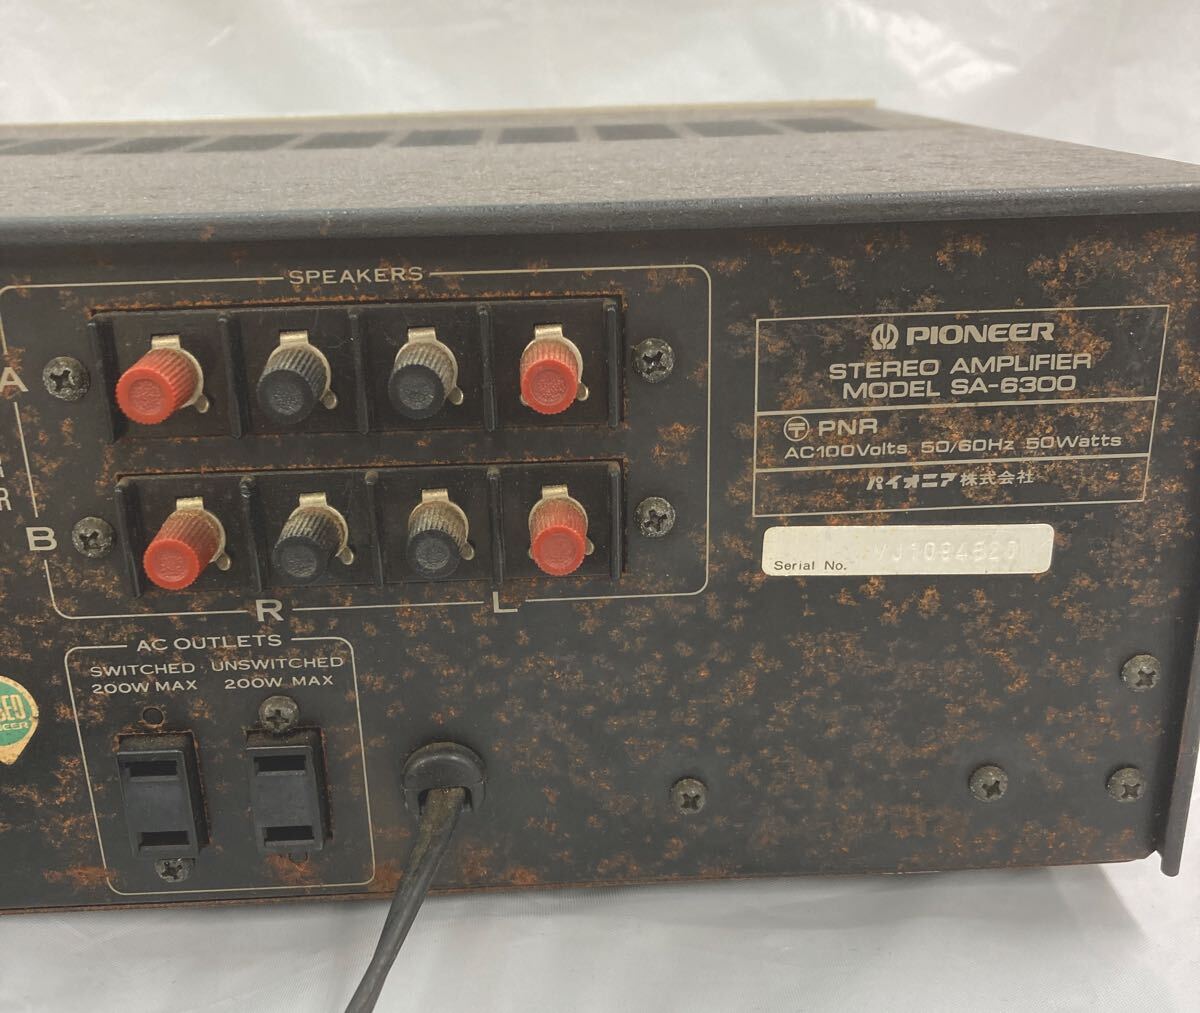 SPEAKERS
A
B
R L
R
R
AC OUTLETS
SWITCHED UNSWITCHED
200W MAX 200W MAX
PIONEER
STEREO AMPLIFIER
MODEL SA-6300
〒 PNR
AC100Volts 50/60Hz 50Watts
パイオニア株式会社
Serial No.